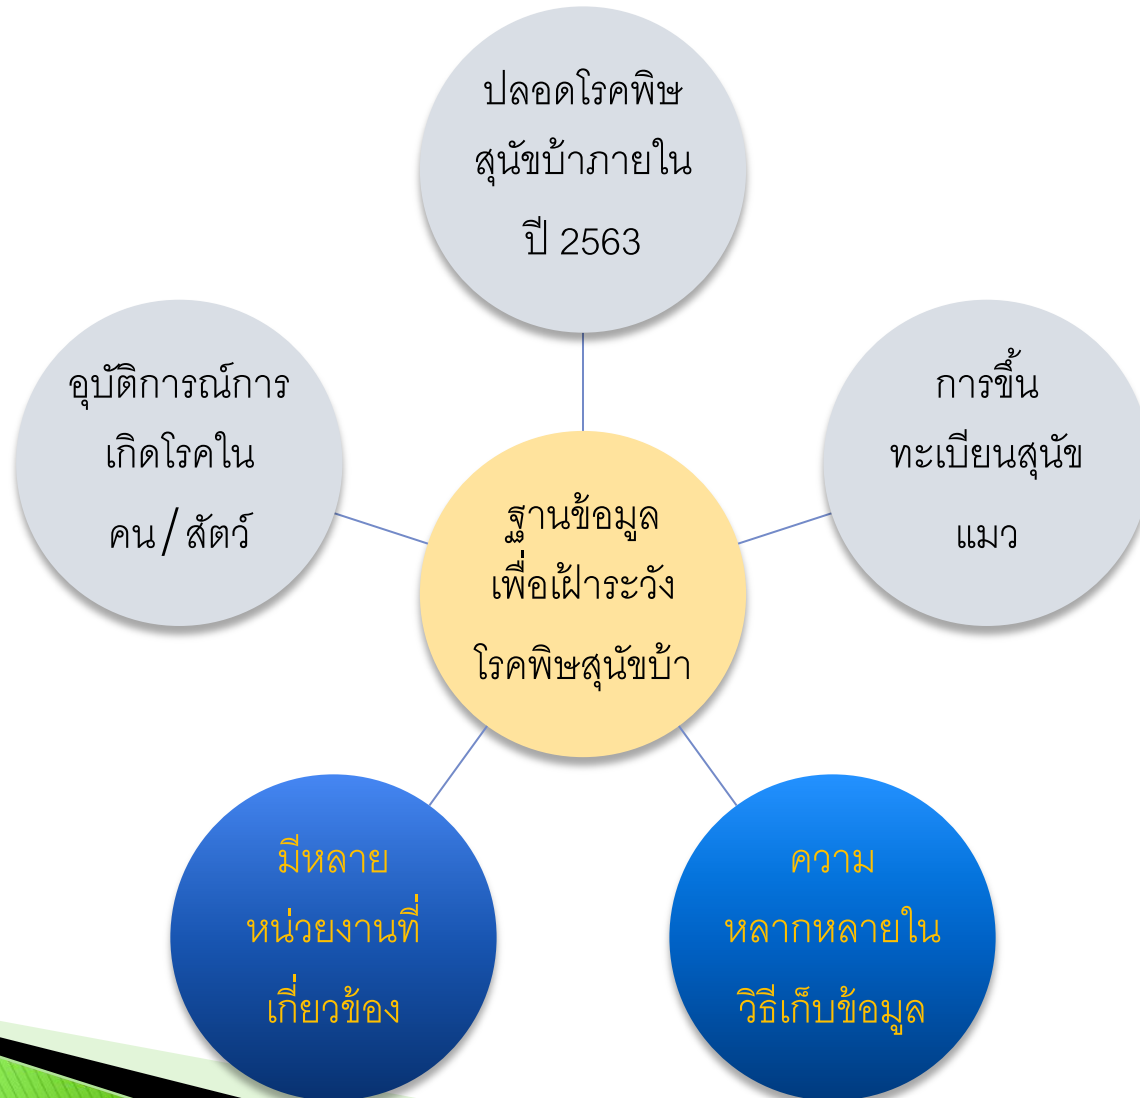 ปลอดโรคพิษ
สุนัขบ้าภายใน
ปี 2563
อุบัติการณ์การ
เกิดโรคใน
คน/สัตว์
การขึ้น
ทะเบียนสุนัข
แมว
ฐานข้อมูล
เพื่อเฝ้าระวัง
โรคพิษสุนัขบ้า
มีหลาย
หน่วยงานที่
เกี่ยวข้อง
ความ
หลากหลายใน
วิธีเก็บข้อมูล